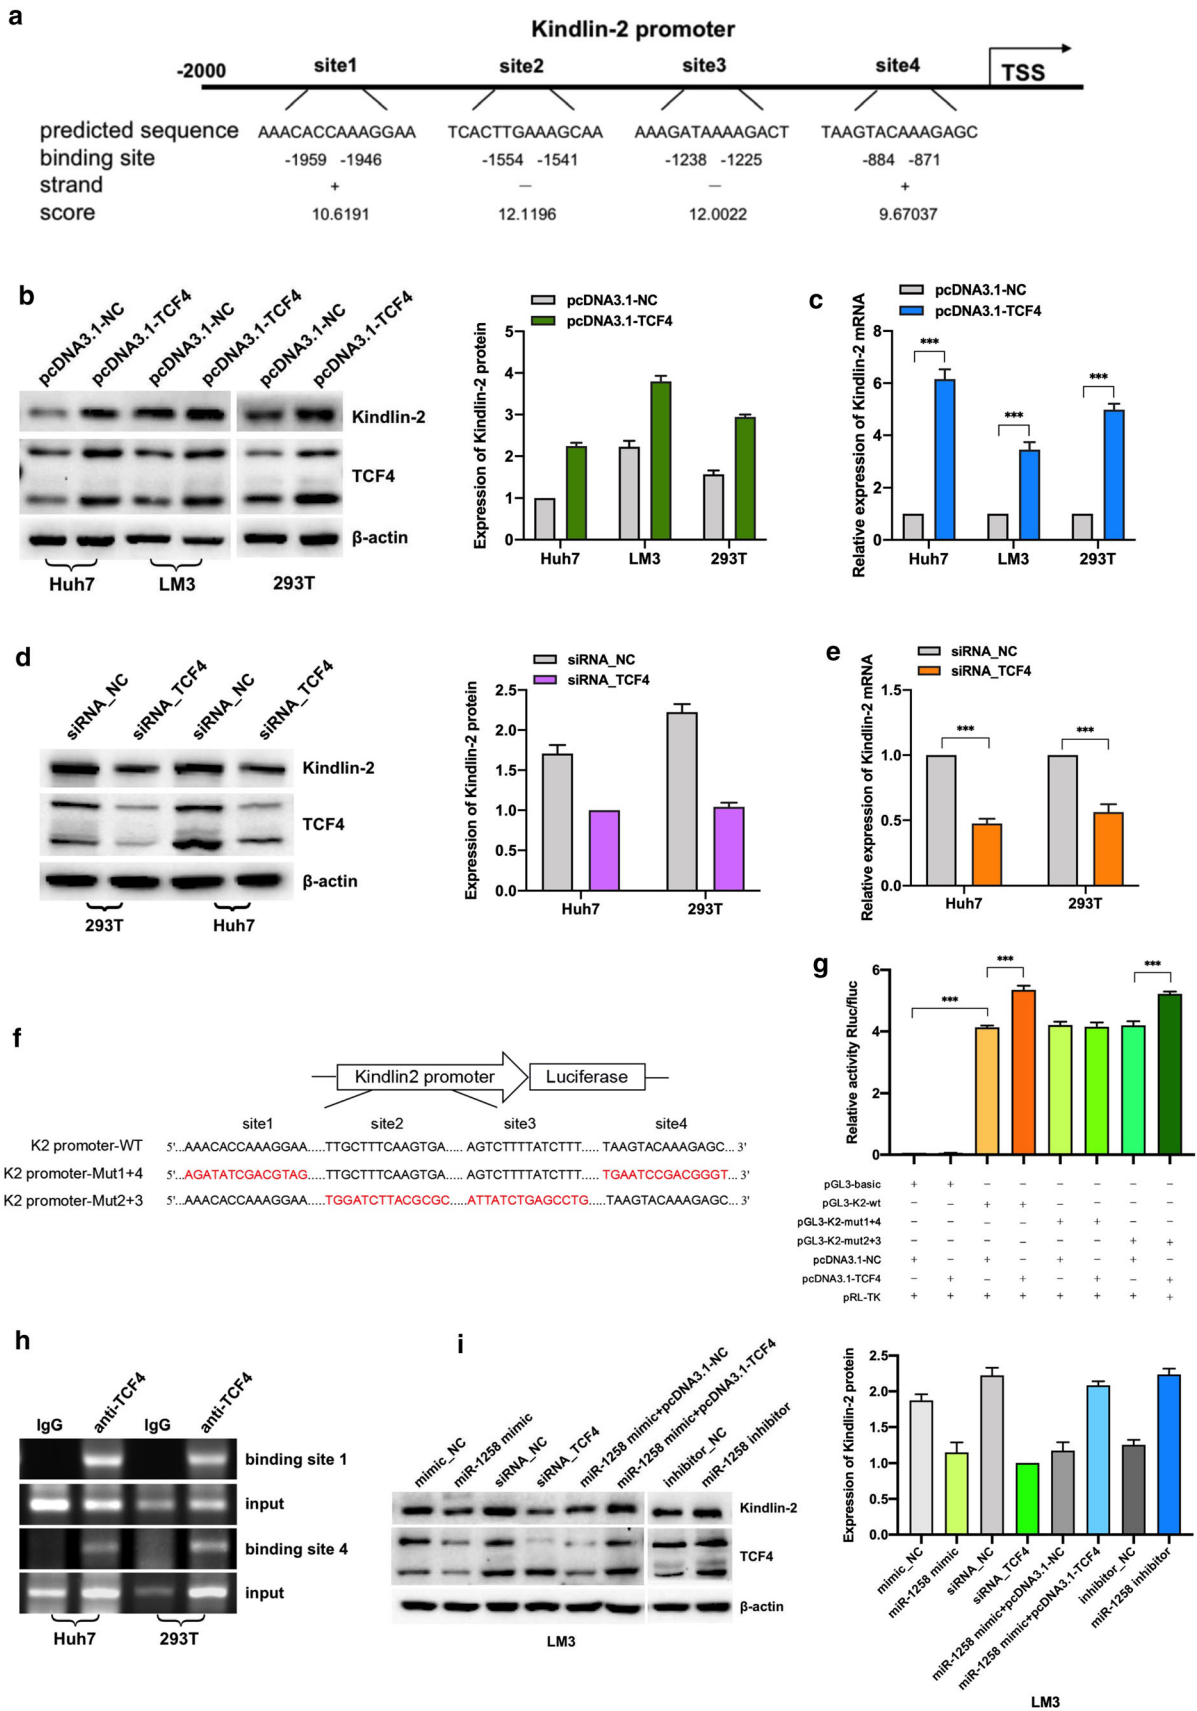 a
Kindlin-2 promoter
-2000 site1 site2 site3 site4 TSS
predicted sequence AAACACCAAAGGAA TCACTTGAAAGCAA AAAGATAAAAGACT TAAGTACAAAGAGC
binding site -1959 -1946 -1554 -1541 -1238 -1225 -884 -871
strand + — — +
score 10.6191 12.1196 12.0022 9.67037
b
pcDNA3.1-NC pcDNA3.1-TCF4 pcDNA3.1-NC pcDNA3.1-TCF4 pcDNA3.1-NC pcDNA3.1-TCF4
Kindlin-2
TCF4
β-actin
Huh7 LM3 293T
pcDNA3.1-NC
pcDNA3.1-TCF4
Expression of Kindlin-2 protein
5
4
3
2
1
0
Huh7 LM3 293T
c
pcDNA3.1-NC
pcDNA3.1-TCF4
Relative expression of Kindlin-2 mRNA
8
6
4
2
0
*** *** ***
Huh7 LM3 293T
d
siRNA_NC siRNA_TCF4 siRNA_NC siRNA_TCF4
Kindlin-2
TCF4
β-actin
293T Huh7
siRNA_NC
siRNA_TCF4
Expression of Kindlin-2 protein
2.5
2.0
1.5
1.0
0.5
0.0
Huh7 293T
e
siRNA_NC
siRNA_TCF4
Relative expression of Kindlin-2 mRNA
1.5
1.0
0.5
0.0
*** ***
Huh7 293T
f
Kindlin2 promoter Luciferase
site1 site2 site3 site4
K2 promoter-WT 5'...AAACACCAAAGGAA.....TTGCTTTCAAGTGA.....AGTCTTTTATCTTT.....TAAGTACAAAGAGC... 3'
K2 promoter-Mut1+4 5'...AGATATCGACGTAG.....TTGCTTTCAAGTGA.....AGTCTTTTATCTTT.....TGAATCCGACGGGT... 3'
K2 promoter-Mut2+3 5'...AAACACCAAAGGAA.....TGGATCTTACGCGC.....ATTATCTGAGCCTG.....TAAGTACAAAGAGC... 3'
g
Relative activity Rluc/fluc
6
4
2
0
*** *** ***
pGL3-basic + + − − − − − −
pGL3-K2-wt − − + + − − − −
pGL3-K2-mut1+4 − − − − + + − −
pGL3-K2-mut2+3 − − − − − − + +
pcDNA3.1-NC + − + − + − + −
pcDNA3.1-TCF4 − + − + − + − +
pRL-TK + + + + + + + +
h
IgG anti-TCF4 IgG anti-TCF4
binding site 1
input
binding site 4
input
Huh7 293T
i
mimic_NC miR-1258 mimic siRNA_NC siRNA_TCF4 miR-1258 mimic+pcDNA3.1-NC miR-1258 mimic+pcDNA3.1-TCF4 inhibitor_NC miR-1258 inhibitor
Kindlin-2
TCF4
β-actin
LM3
Expression of Kindlin-2 protein
2.5
2.0
1.5
1.0
0.5
0.0
mimic_NC miR-1258 mimic siRNA_NC siRNA_TCF4 miR-1258 mimic+pcDNA3.1-NC miR-1258 mimic+pcDNA3.1-TCF4 inhibitor_NC miR-1258 inhibitor
LM3